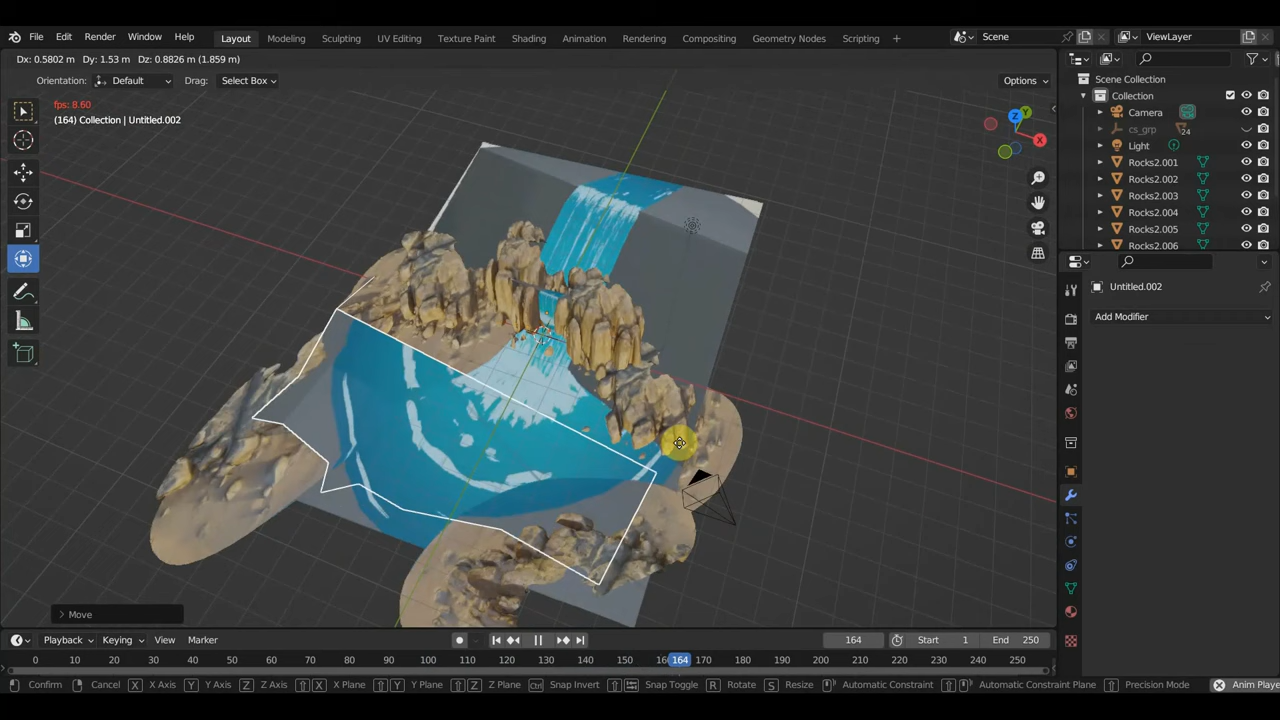 File Edit Render Window Help Layout Modeling Sculpting UV Editing Texture Paint Shading Animation Rendering Compositing Geometry Nodes Scripting + Scene ViewLayer
Dx: 0.5802 m Dy: 1.53 m Dz: 0.8826 m (1.859 m)
Orientation: Default Drag: Select Box Options
Scene Collection
Collection
fps: 8.60
(164) Collection | Untitled.002
Camera
cs_grp 24
Light
Rocks2.001
Rocks2.002
Rocks2.003
Rocks2.004
Rocks2.005
Rocks2.006
Z
Y
X
Untitled.002
Add Modifier
> Move
Playback Keying View Marker 164 Start 1 End 250
0 10 20 30 40 50 60 70 80 90 100 110 120 130 140 150 16 164 170 180 190 200 210 220 230 240 250
Confirm Cancel X X Axis Y Y Axis Z Z Axis X X Plane Y Y Plane Z Z Plane Ctrl Snap Invert Snap Toggle R Rotate S Resize Automatic Constraint Automatic Constraint Plane Precision Mode Anim Playe